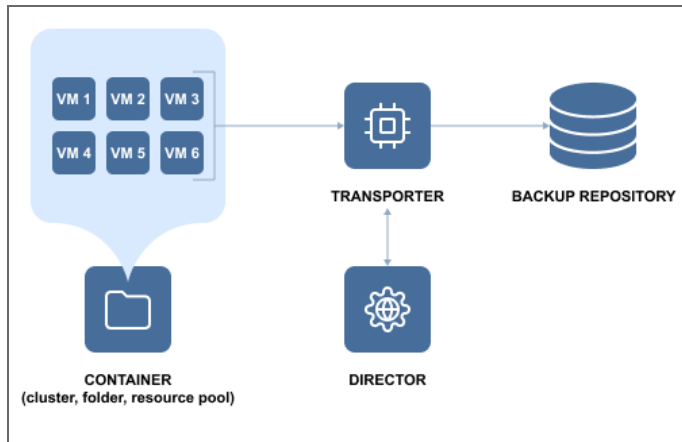 VM 1
VM 2
VM 3
VM 4
VM 5
VM 6
TRANSPORTER
BACKUP REPOSITORY
CONTAINER
(cluster, folder, resource pool)
DIRECTOR